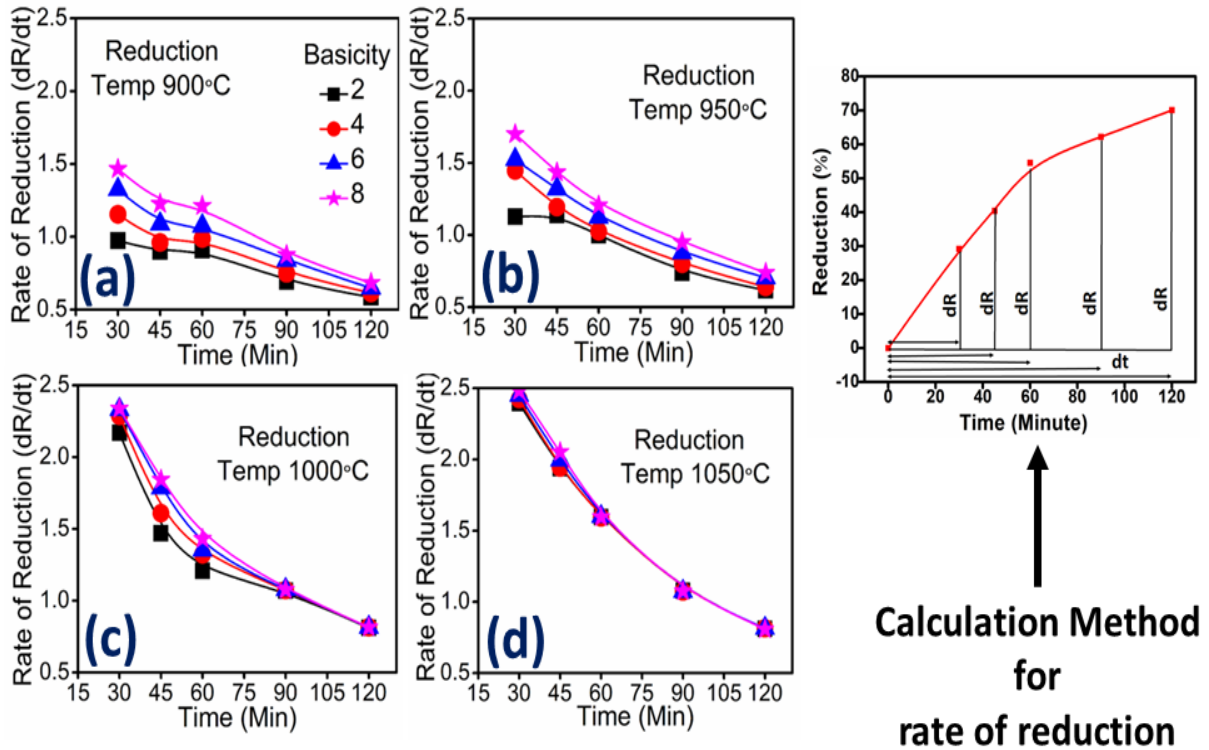 2.5
2.0
1.5
1.0
0.5
Rate of Reduction (dR/dt)
Reduction
Temp 900°C
Basicity
2
4
6
8
(a)
15 30 45 60 75 90 105 120
Time (Min)
2.5
2.0
1.5
1.0
0.5
Rate of Reduction (dR/dt)
Reduction
Temp 950°C
(b)
15 30 45 60 75 90 105 120
Time (Min)
80
70
60
50
40
30
20
10
0
-10
Reduction (%)
dR
dR
dR
dR
dR
dt
0 20 40 60 80 100 120
Time (Minute)
2.5
2.0
1.5
1.0
0.5
Rate of Reduction (dR/dt)
Reduction
Temp 1000°C
(c)
15 30 45 60 75 90 105 120
Time (Min)
2.5
2.0
1.5
1.0
0.5
Rate of Reduction (dR/dt)
Reduction
Temp 1050°C
(d)
15 30 45 60 75 90 105 120
Time (Min)
Calculation Method
for
rate of reduction